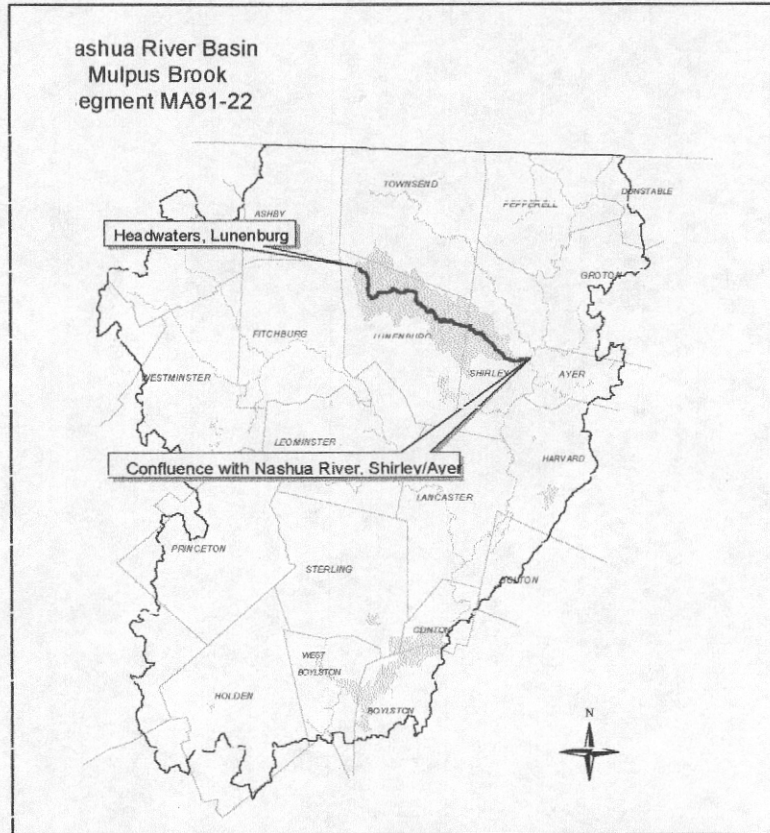 ashua River Basin
Mulpus Brook
egment MA81-22
TOWNSEND
PEPPERELL
DUNSTABLE
ASHBY
Headwaters, Lunenburg
GROTON
FITCHBURG
LUNENBURG
WESTMINSTER
SHIRLEY
AYER
LEOMINSTER
HARVARD
Confluence with Nashua River. Shirley/Ayer
LANCASTER
PRINCETON
STERLING
BOLTON
CLINTON
WEST
BOYLSTON
HOLDEN
BOYLSTON
N